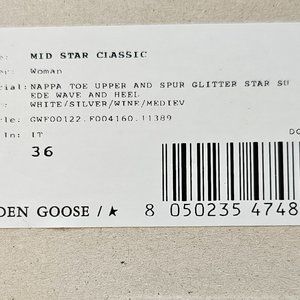 MID STAR CLASSIC
Woman
NAPPA TOE UPPER AND SPUR GLITTER STAR SU
EDE WAVE AND HEEL
WHITE/SILVER/WINE/MEDIEV
GWF00122.F004160.11389
In: IT
36
DEN GOOSE /★
8 050235 4748